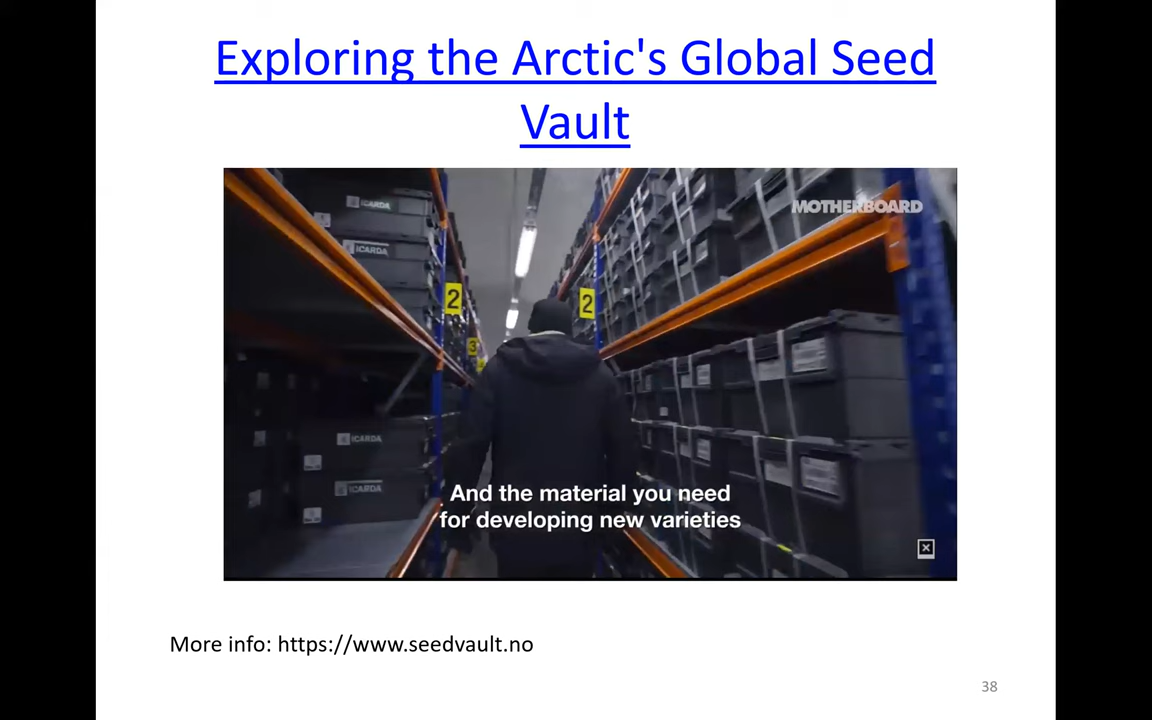 Exploring the Arctic's Global Seed
Vault
MOTHERBOARD
ICARDA
ICARDA
2
2
3
ICARDA
ICARDA
And the material you need
for developing new varieties
More info: https://www.seedvault.no
38